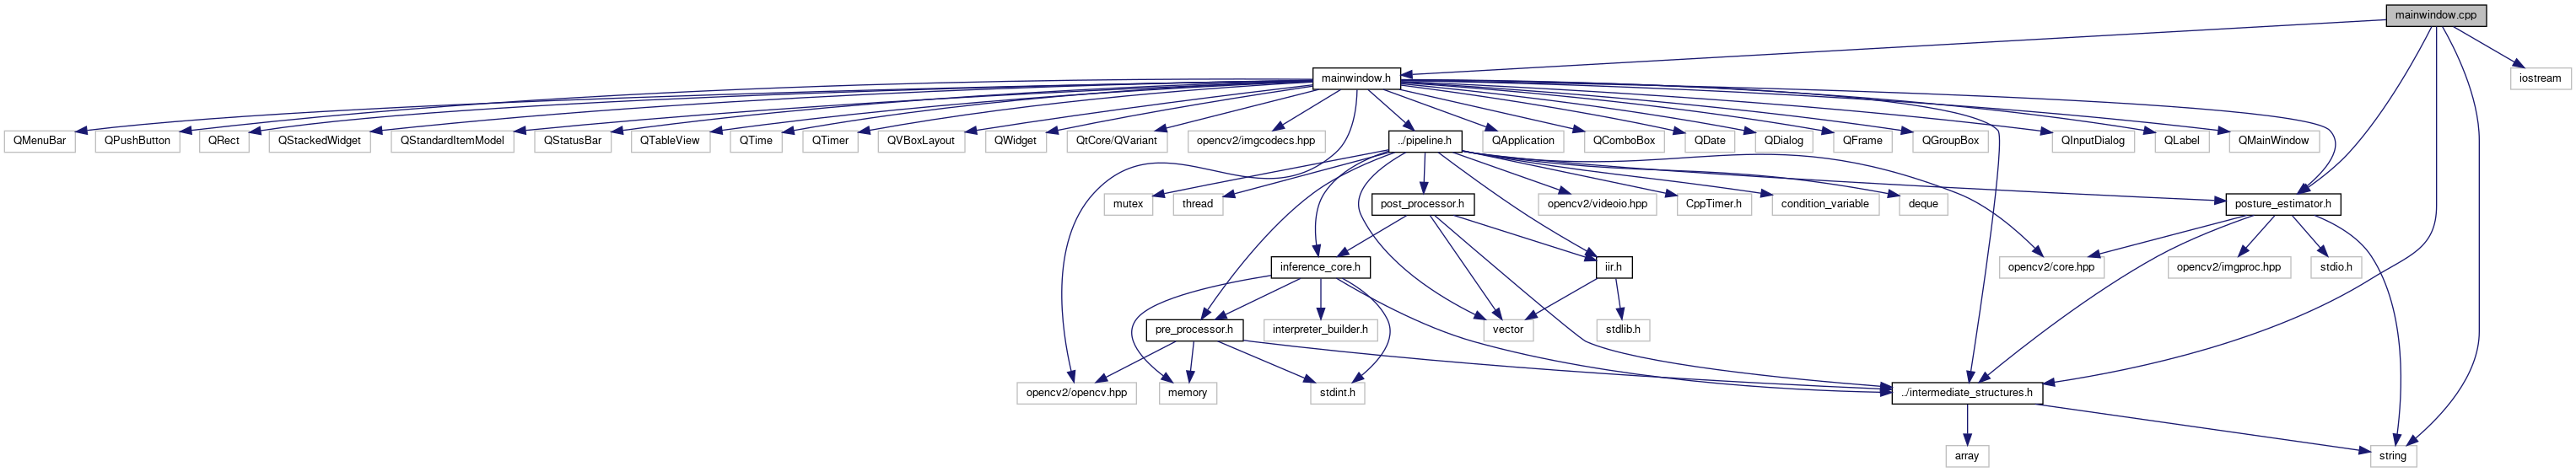 mainwindow.cpp
mainwindow.h
iostream
QMenuBar
QPushButton
QRect
QStackedWidget
QStandardItemModel
QStatusBar
QTableView
QTime
QTimer
QVBoxLayout
QWidget
QtCore/QVariant
opencv2/imgcodecs.hpp
../pipeline.h
QApplication
QComboBox
QDate
QDialog
QFrame
QGroupBox
QInputDialog
QLabel
QMainWindow
mutex
thread
post_processor.h
opencv2/videoio.hpp
CppTimer.h
condition_variable
deque
posture_estimator.h
inference_core.h
iir.h
opencv2/core.hpp
opencv2/imgproc.hpp
stdio.h
pre_processor.h
interpreter_builder.h
vector
stdlib.h
opencv2/opencv.hpp
memory
stdint.h
../intermediate_structures.h
array
string